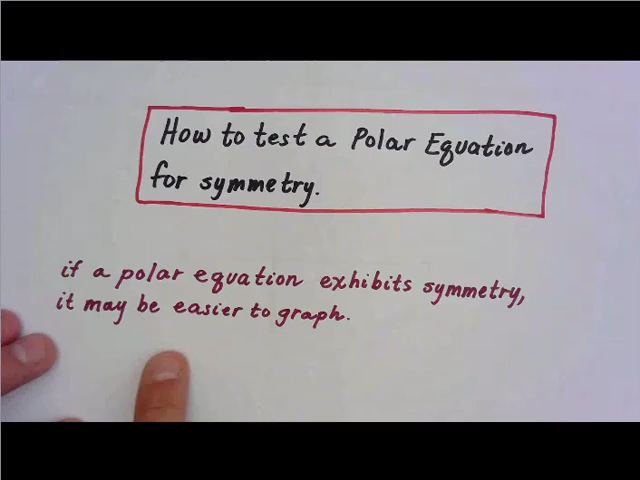 How to test a Polar Equation
for symmetry.
if a polar equation exhibits symmetry,
it may be easier to graph.